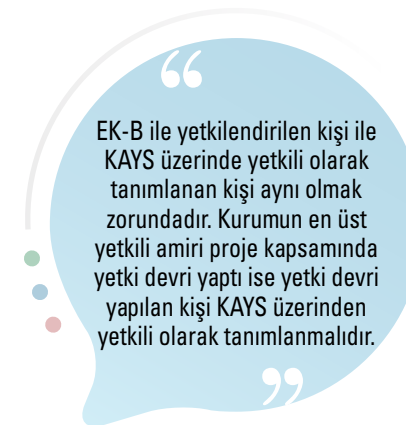 “
EK-B ile yetkilendirilen kişi ile
KAYS üzerinde yetkili olarak
tanımlanan kişi aynı olmak
zorundadır. Kurumun en üst
yetkili amiri proje kapsamında
yetki devri yaptı ise yetki devri
yapılan kişi KAYS üzerinden
yetkili olarak tanımlanmalıdır.
”